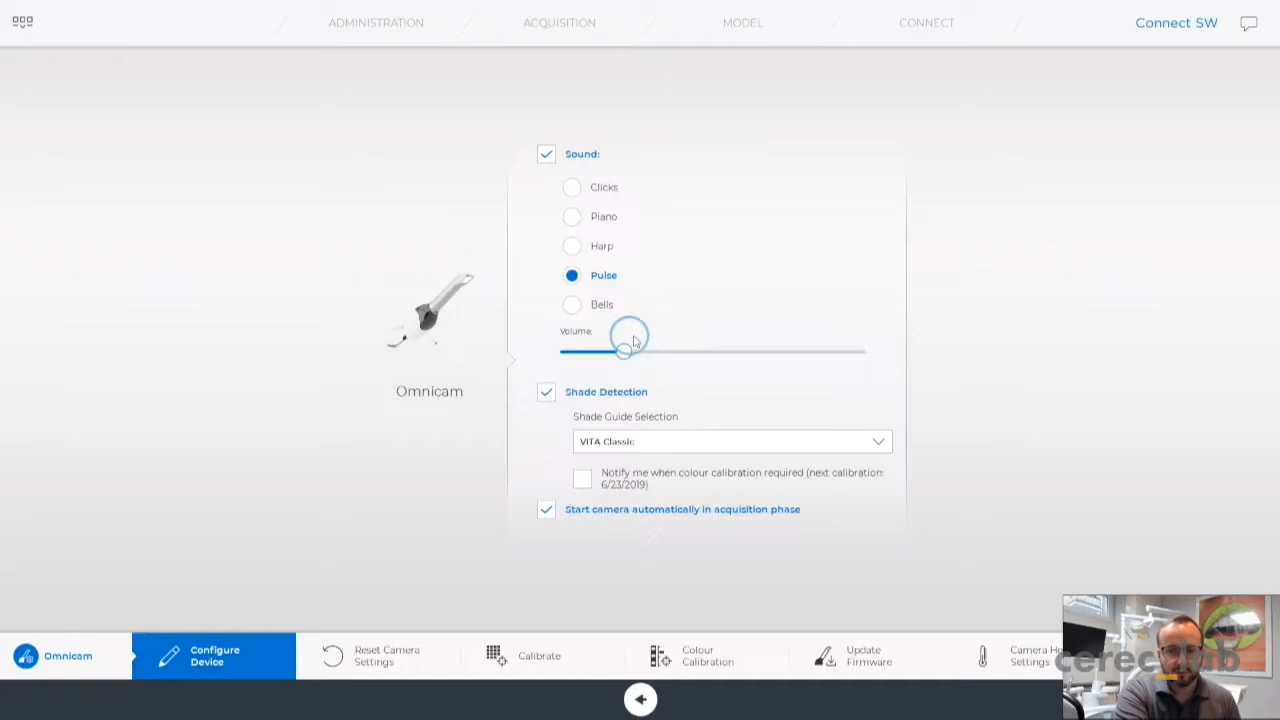 ADMINISTRATION
ACQUISITION
MODEL
CONNECT
Connect SW
Sound:
Clicks
Piano
Harp
Pulse
Bells
Volume:
Omnicam
Shade Detection
Shade Guide Selection
VITA Classic
Notify me when colour calibration required (next calibration:
6/23/2019)
Start camera automatically in acquisition phase
Omnicam
Configure
Device
Reset Camera
Settings
Calibrate
Colour
Calibration
Update
Firmware
Camera
Settings